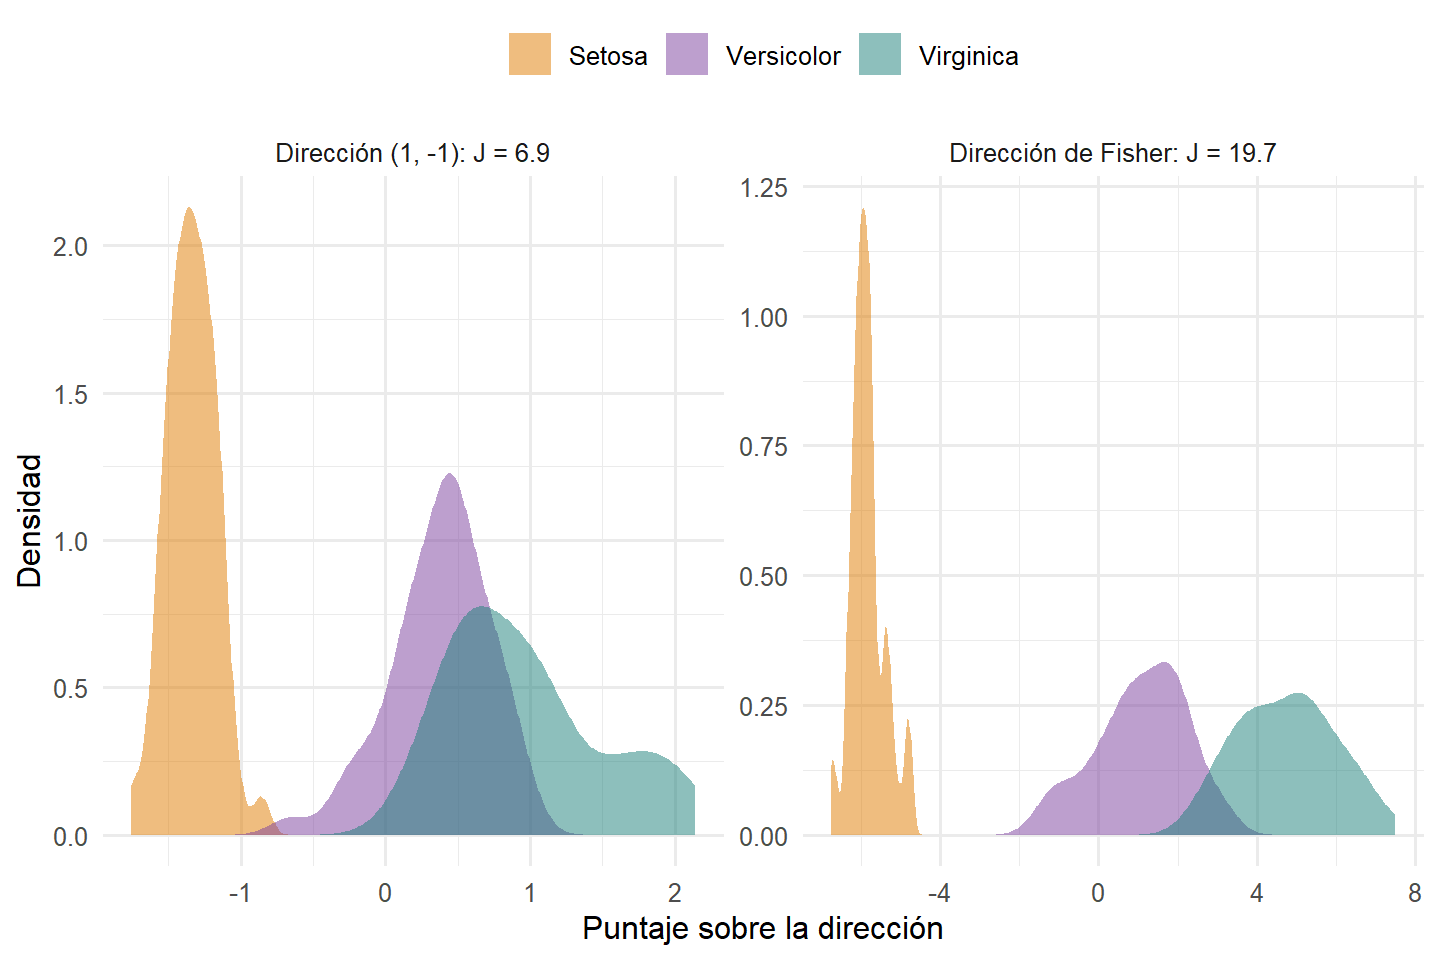 Setosa Versicolor Virginica
Dirección (1, -1): J = 6.9
Dirección de Fisher: J = 19.7
Densidad
2.0
1.5
1.0
0.5
0.0
-1 0 1 2
1.25
1.00
0.75
0.50
0.25
0.00
-4 0 4 8
Puntaje sobre la dirección